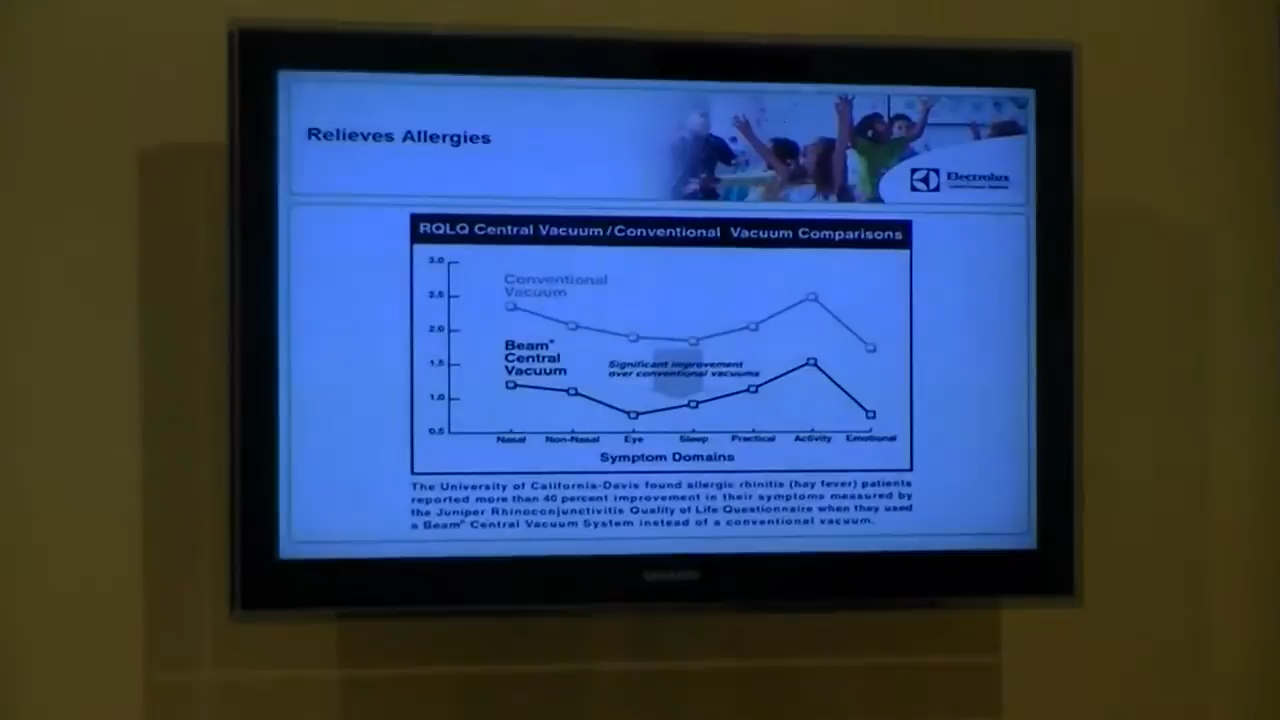 Relieves Allergies
Electrolux
RQLQ Central Vacuum/Conventional Vacuum Comparisons
3.0
2.5
2.0
1.5
1.0
0.5
Conventional
Vacuum
Beam®
Central
Vacuum
Significant improvement
over conventional vacuums
Nasal Non-Nasal Eye Sleep Practical Activity Emotional
Symptom Domains
The University of California-Davis found allergic rhinitis (hay fever) patients
reported more than 40 percent improvement in their symptoms measured by
the Juniper Rhinoconjunctivitis Quality of Life Questionnaire when they used
a Beam® Central Vacuum System instead of a conventional vacuum.